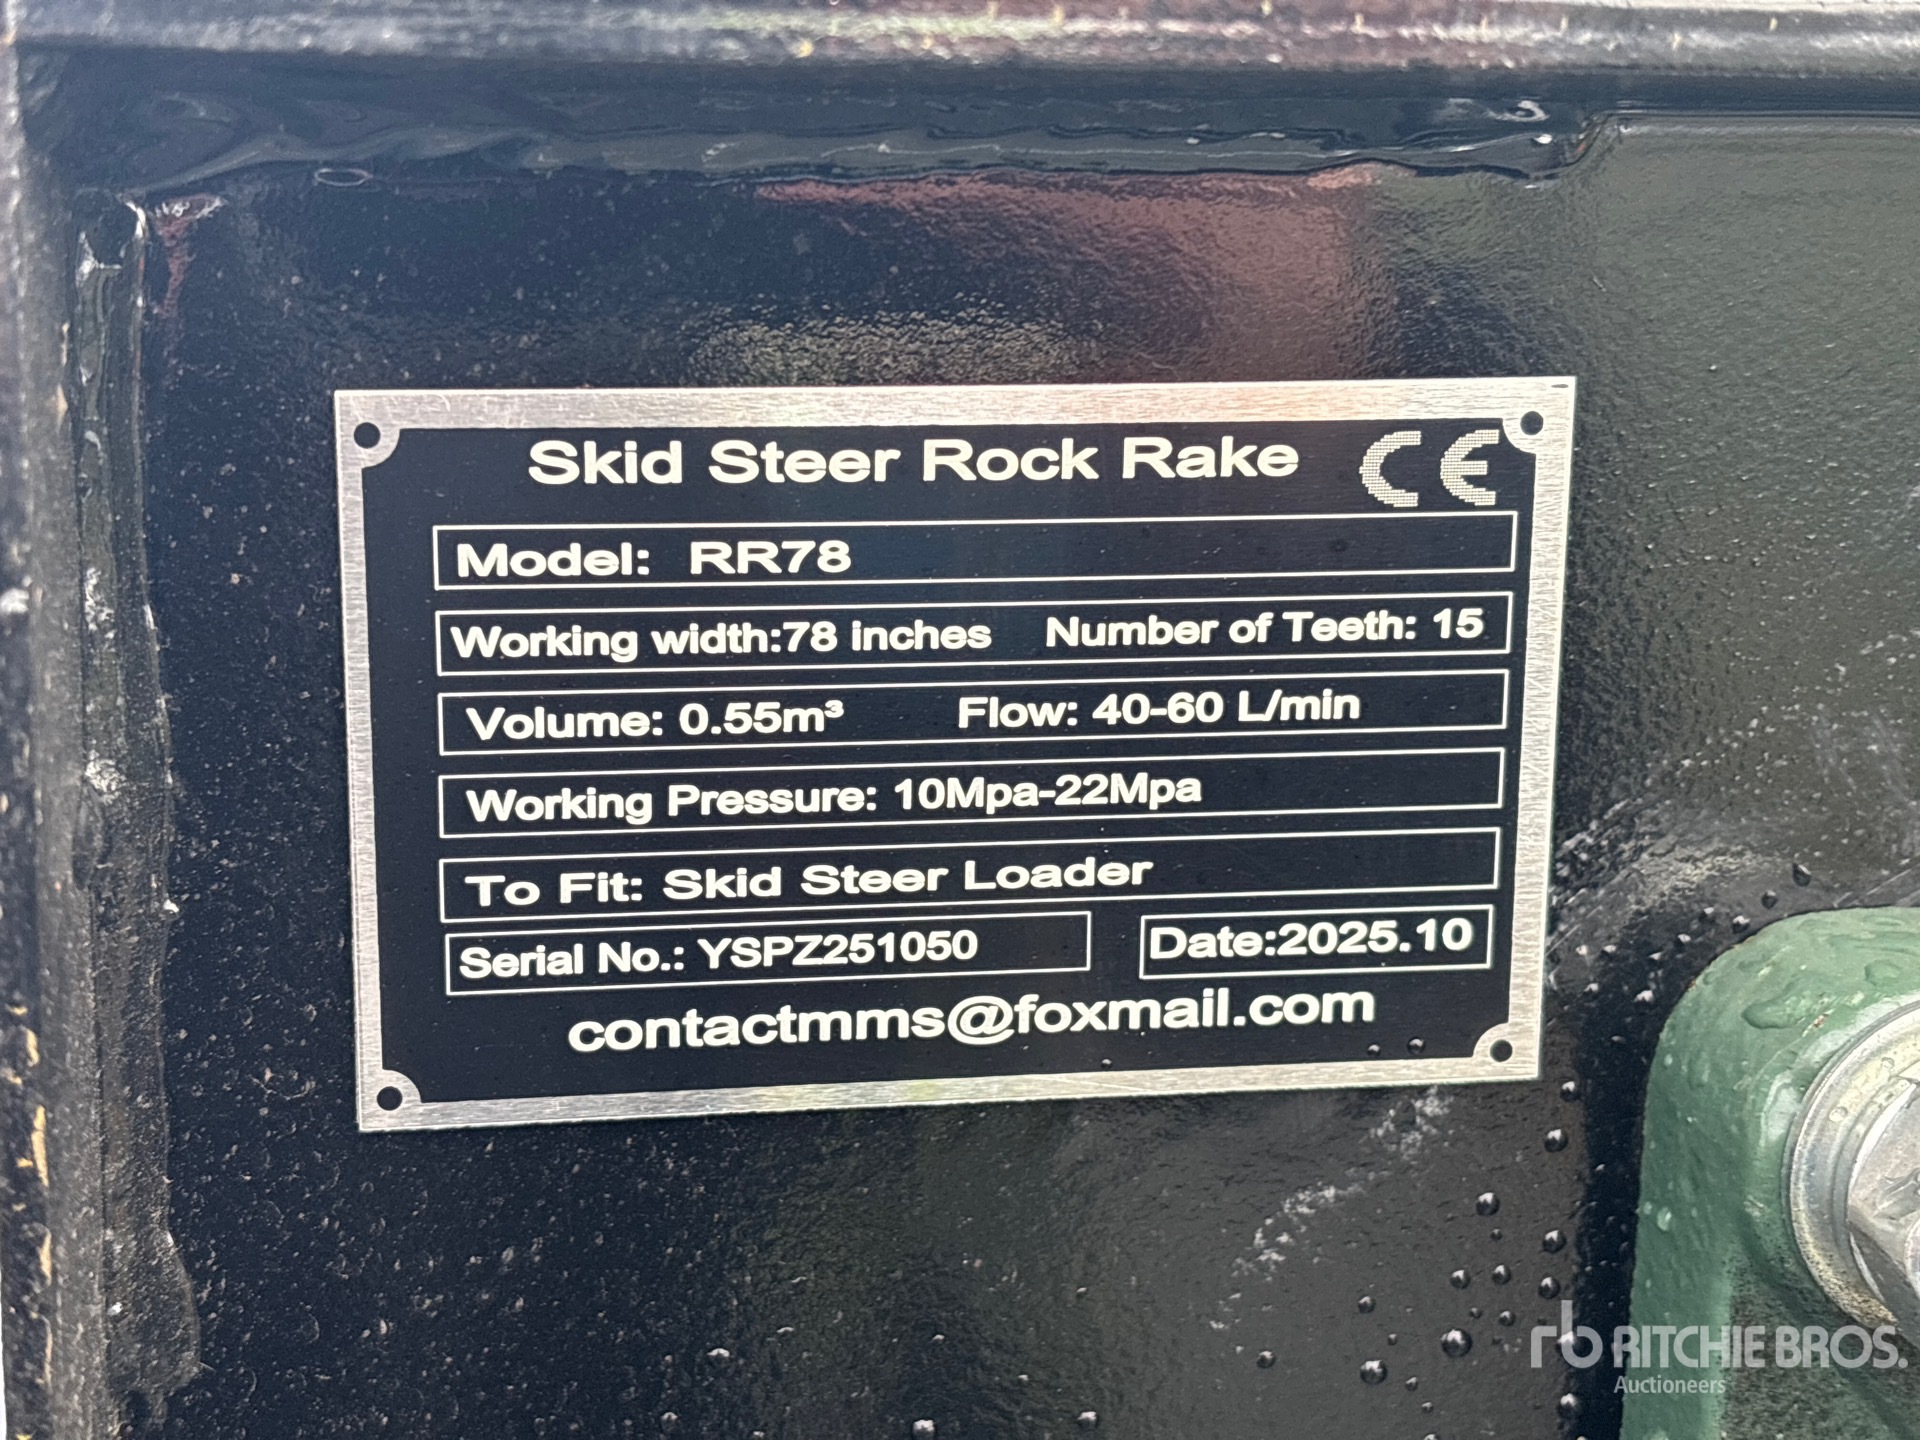 Skid Steer Rock Rake CE
Model: RR78
Working width:78 inches Number of Teeth: 15
Volume: 0.55m³ Flow: 40-60 L/min
Working Pressure: 10Mpa-22Mpa
To Fit: Skid Steer Loader
Serial No.: YSPZ251050 Date:2025.10
contactmms@foxmail.com
rb RITCHIE BROS.
Auctioneers